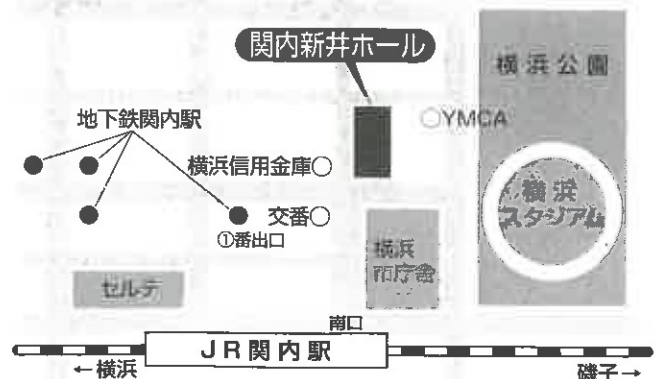 関内新井ホール
横浜公園
地下鉄関内駅
○YMCA
横浜信用金庫○
横浜
スタジアム
交番○
①番出口
横浜
市庁舎
セルテ
南口
JR関内駅
←横浜
磯子→